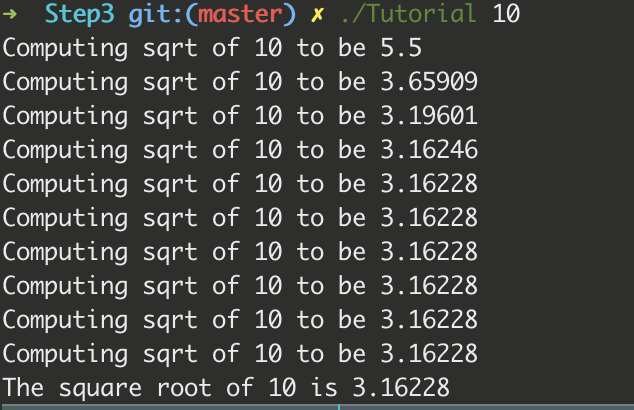 → Step3 git:(master) ✗ ./Tutorial 10
Computing sqrt of 10 to be 5.5
Computing sqrt of 10 to be 3.65909
Computing sqrt of 10 to be 3.19601
Computing sqrt of 10 to be 3.16246
Computing sqrt of 10 to be 3.16228
Computing sqrt of 10 to be 3.16228
Computing sqrt of 10 to be 3.16228
Computing sqrt of 10 to be 3.16228
Computing sqrt of 10 to be 3.16228
Computing sqrt of 10 to be 3.16228
The square root of 10 is 3.16228